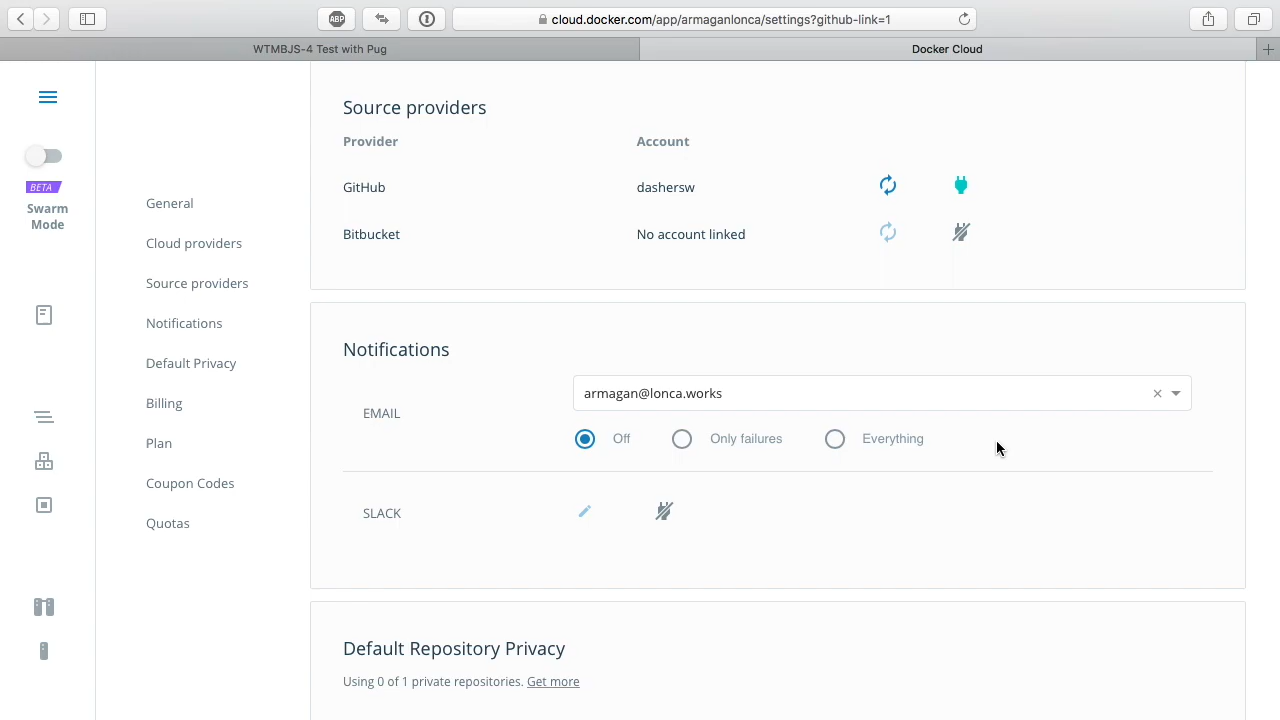 ABP
cloud.docker.com/app/armaganlonca/settings?github-link=1
WTMBJS-4 Test with Pug
Docker Cloud
BETA
Swarm
Mode
General
Cloud providers
Source providers
Notifications
Default Privacy
Billing
Plan
Coupon Codes
Quotas
Source providers
Provider Account
GitHub dashersw
Bitbucket No account linked
Notifications
EMAIL
armagan@lonca.works
Off Only failures Everything
SLACK
Default Repository Privacy
Using 0 of 1 private repositories. Get more